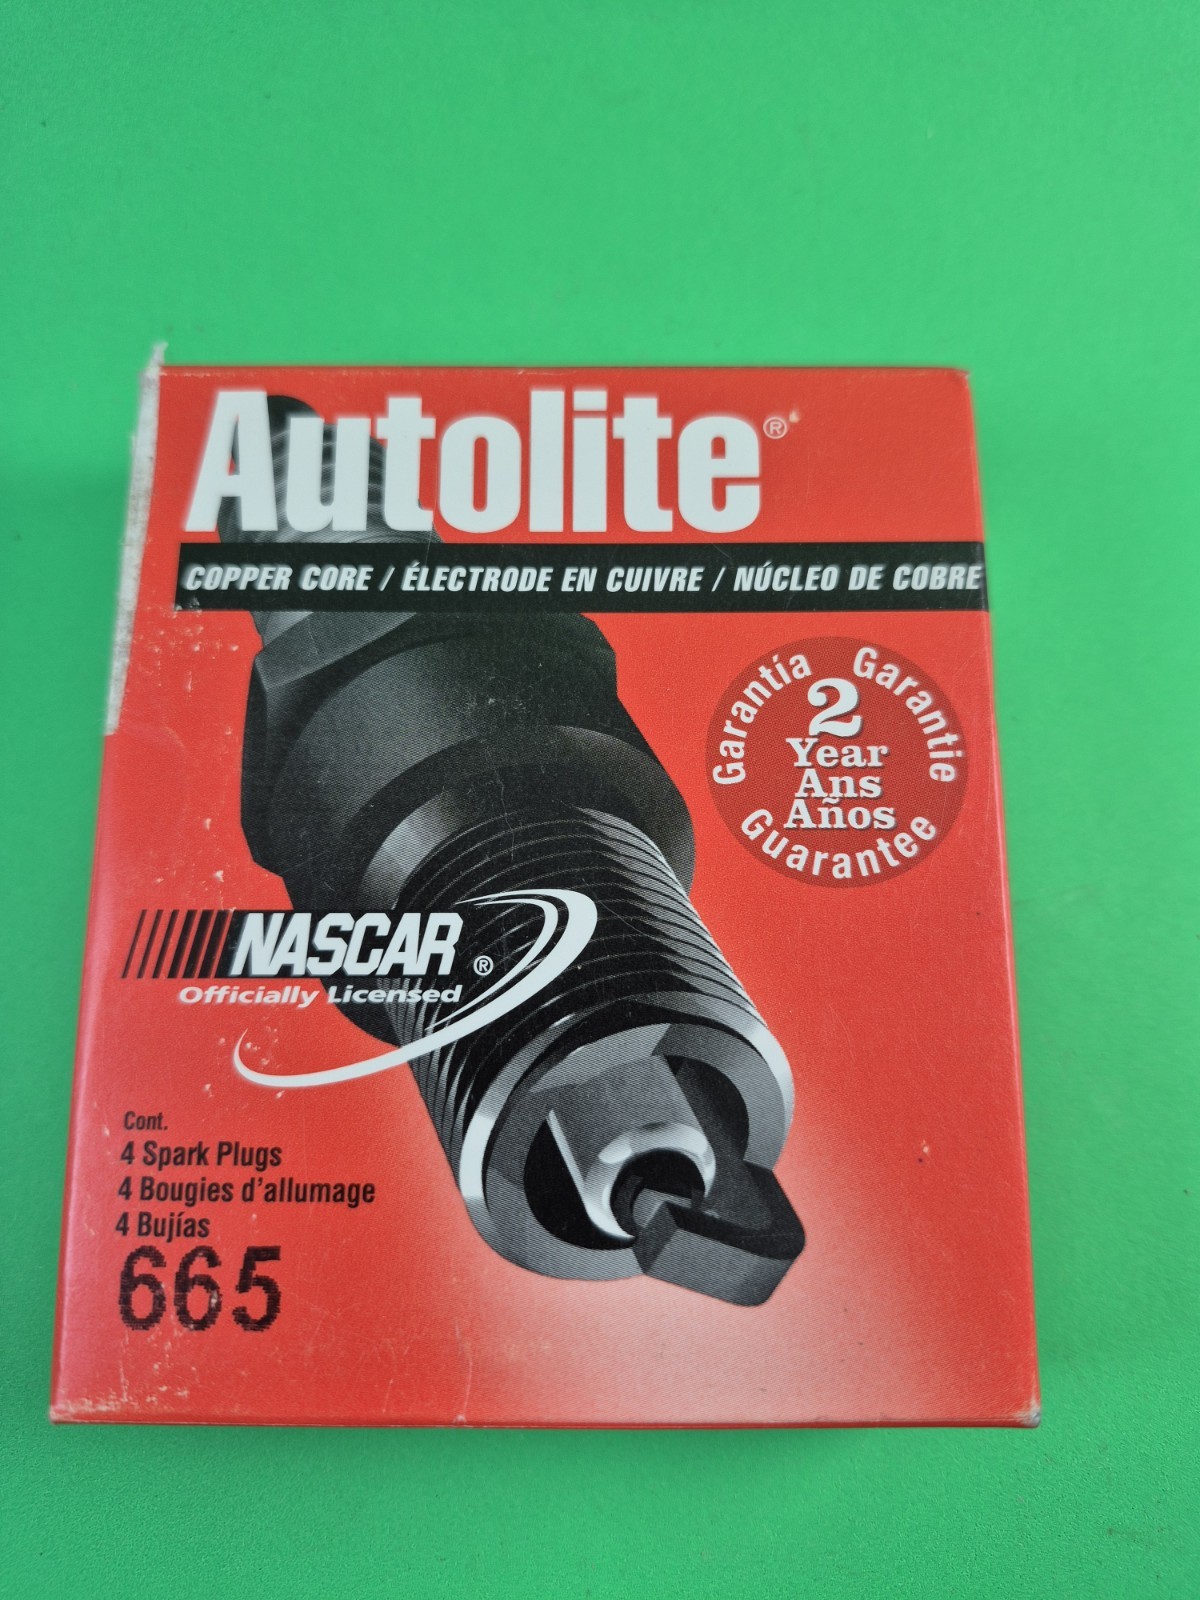 Autolite®
COPPER CORE / ÉLECTRODE EN CUIVRE / NÚCLEO DE COBRE
Garantía Garantie
2
Year
Ans
Años
Guarantee
NASCAR®
Officially Licensed
Cont.
4 Spark Plugs
4 Bougies d'allumage
4 Bujías
665